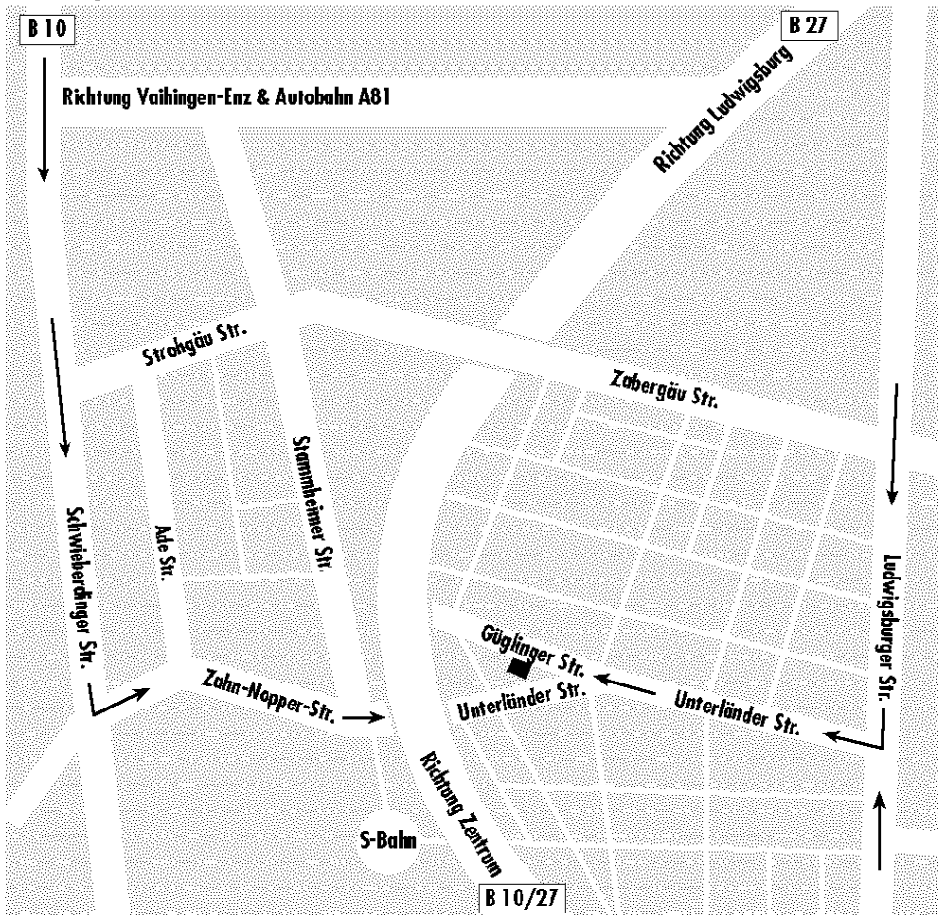 B 10
B 27
Richtung Vaihingen-Enz & Autobahn A81
Richtung Ludwigsburg
Strohgäu Str.
Zabergäu Str.
Stammheimer Str.
Schwieberdinger Str.
Ade Str.
Ludwigsburger Str.
Güglinger Str.
Zahn-Nopper-Str.
Unterländer Str.
Unterländer Str.
Richtung Zentrum
S-Bahn
B 10/27